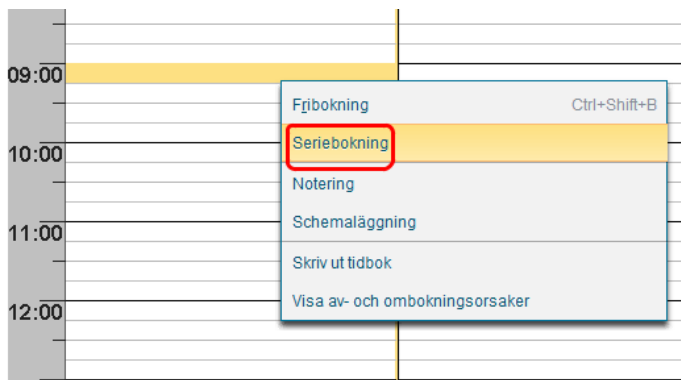 09:00
Fribokning Ctrl+Shift+B
Seriebokning
10:00
Notering
Schemaläggning
11:00
Skriv ut tidbok
Visa av- och ombokningsorsaker
12:00